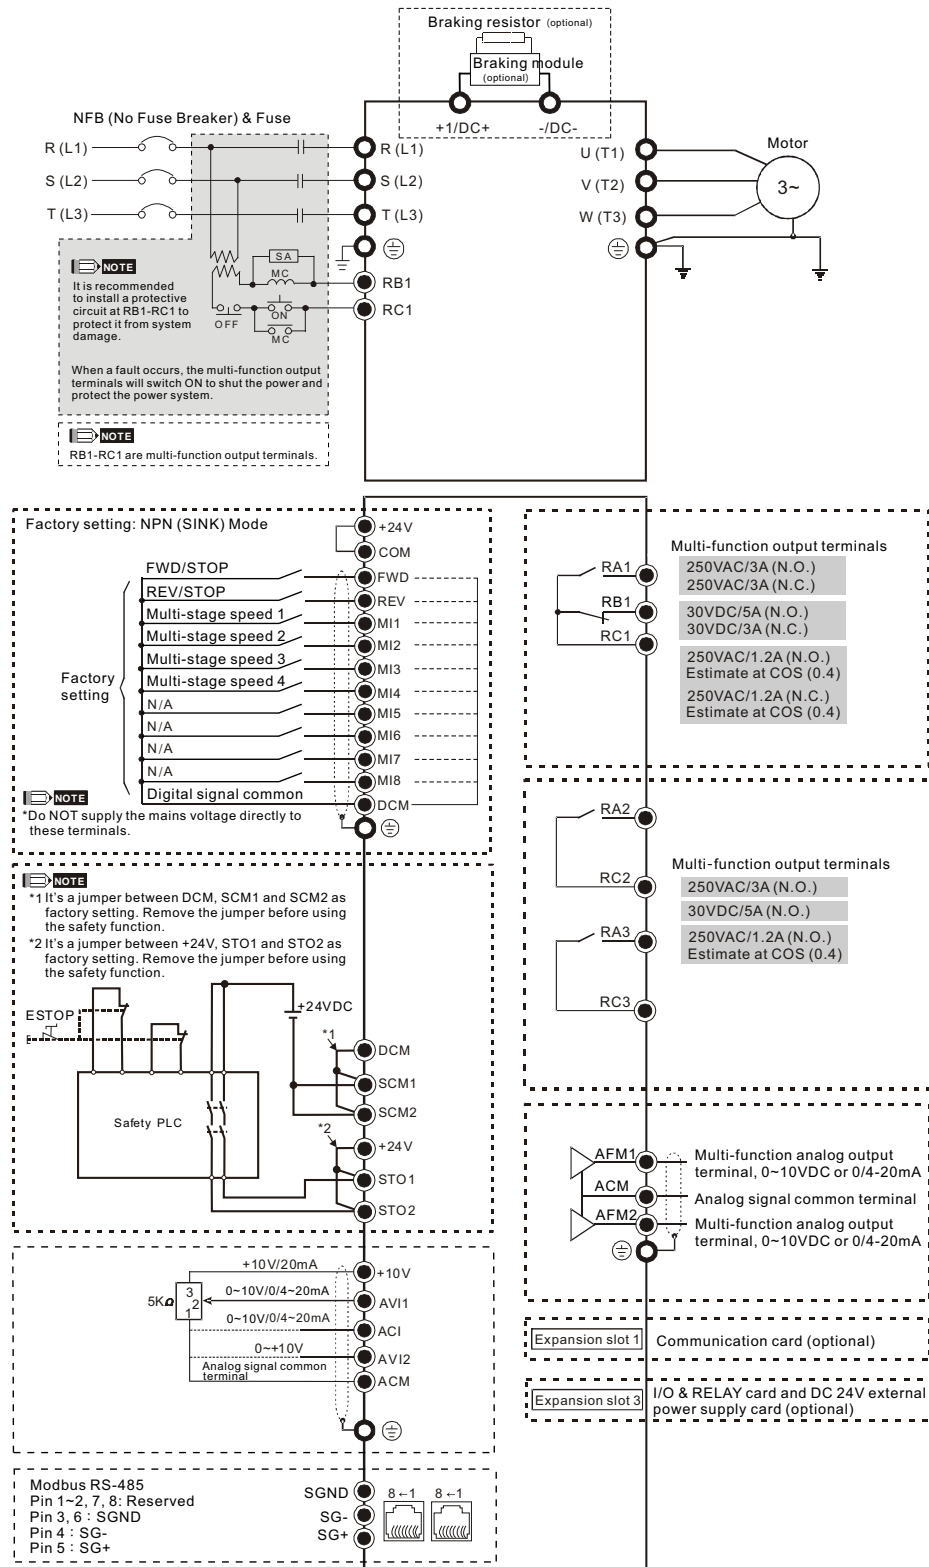 Braking resistor (optional)
Braking module
(optional)
+1/DC+
-/DC-
NFB (No Fuse Breaker) & Fuse
R (L1)
S (L2)
T (L3)
R (L1)
S (L2)
T (L3)
RB1
RC1
SA
MC
OFF
ON
MC
U (T1)
V (T2)
W (T3)
Motor
3~
NOTE
It is recommended
to install a protective
circuit at RB1-RC1 to
protect it from system
damage.
When a fault occurs, the multi-function output
terminals will switch ON to shut the power and
protect the power system.
NOTE
RB1-RC1 are multi-function output terminals.
Factory setting: NPN (SINK) Mode
+24V
COM
FWD/STOP
FWD
REV/STOP
REV
Multi-stage speed 1
MI1
Multi-stage speed 2
MI2
Multi-stage speed 3
MI3
Multi-stage speed 4
MI4
N/A
MI5
N/A
MI6
N/A
MI7
N/A
MI8
Digital signal common
DCM
Factory
setting
NOTE
*Do NOT supply the mains voltage directly to
these terminals.
RA1
RB1
RC1
Multi-function output terminals
250VAC/3A (N.O.)
250VAC/3A (N.C.)
30VDC/5A (N.O.)
30VDC/3A (N.C.)
250VAC/1.2A (N.O.)
Estimate at COS (0.4)
250VAC/1.2A (N.C.)
Estimate at COS (0.4)
RA2
RC2
RA3
RC3
Multi-function output terminals
250VAC/3A (N.O.)
30VDC/5A (N.O.)
250VAC/1.2A (N.O.)
Estimate at COS (0.4)
NOTE
*1 It's a jumper between DCM, SCM1 and SCM2 as
factory setting. Remove the jumper before using
the safety function.
*2 It's a jumper between +24V, STO1 and STO2 as
factory setting. Remove the jumper before using
the safety function.
ESTOP
+24VDC
*1
DCM
SCM1
SCM2
Safety PLC
*2
+24V
STO1
STO2
AFM1
ACM
AFM2
Multi-function analog output
terminal, 0~10VDC or 0/4-20mA
Analog signal common terminal
Multi-function analog output
terminal, 0~10VDC or 0/4-20mA
+10V/20mA
+10V
5KΩ
3
2
1
0~10V/0/4~20mA
AVI1
0~10V/0/4~20mA
ACI
0~+10V
AVI2
Analog signal common
terminal
ACM
Expansion slot 1
Communication card (optional)
Expansion slot 3
I/O & RELAY card and DC 24V external
power supply card (optional)
Modbus RS-485
Pin 1~2, 7, 8: Reserved
Pin 3, 6 : SGND
Pin 4 : SG-
Pin 5 : SG+
SGND
SG-
SG+
8←1
8←1